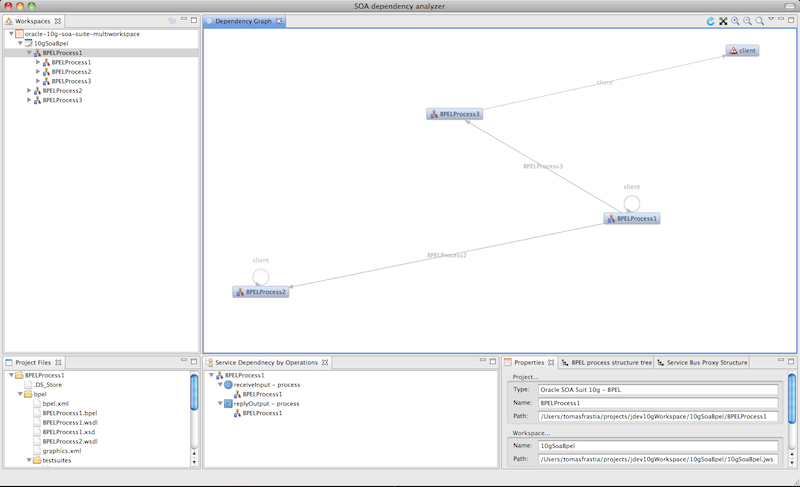 SOA dependency analyzer
Workspaces
oracle-10g-soa-suite-multiworkspace
10gSoaBpel
BPELProcess1
BPELProcess1
BPELProcess2
BPELProcess3
BPELProcess2
BPELProcess3
Dependency Graph
client
client
BPELProcess3
BPELProcess3
client
BPELProcess1
BPELProcess2
client
BPELProcess2
Project Files
BPELProcess1
.DS_Store
bpel
bpel.xml
BPELProcess1.bpel
BPELProcess1.wsdl
BPELProcess1.xsd
BPELProcess2.wsdl
graphics.xml
testsuites
Service Dependnecy by Operations
BPELProcess1
receiveInput - process
BPELProcess1
replyOutput - process
BPELProcess1
Properties
BPEL process structure tree
Service Bus Proxy Structure
Project...
Type: Oracle SOA Suit 10g - BPEL
Name: BPELProcess1
Path: /Users/tomasfrastia/projects/jdev10gWorkspace/10gSoaBpel/BPELProcess1
Workspace...
Name: 10gSoaBpel
Path: /Users/tomasfrastia/projects/jdev10gWorkspace/10gSoaBpel/10gSoaBpel.jws